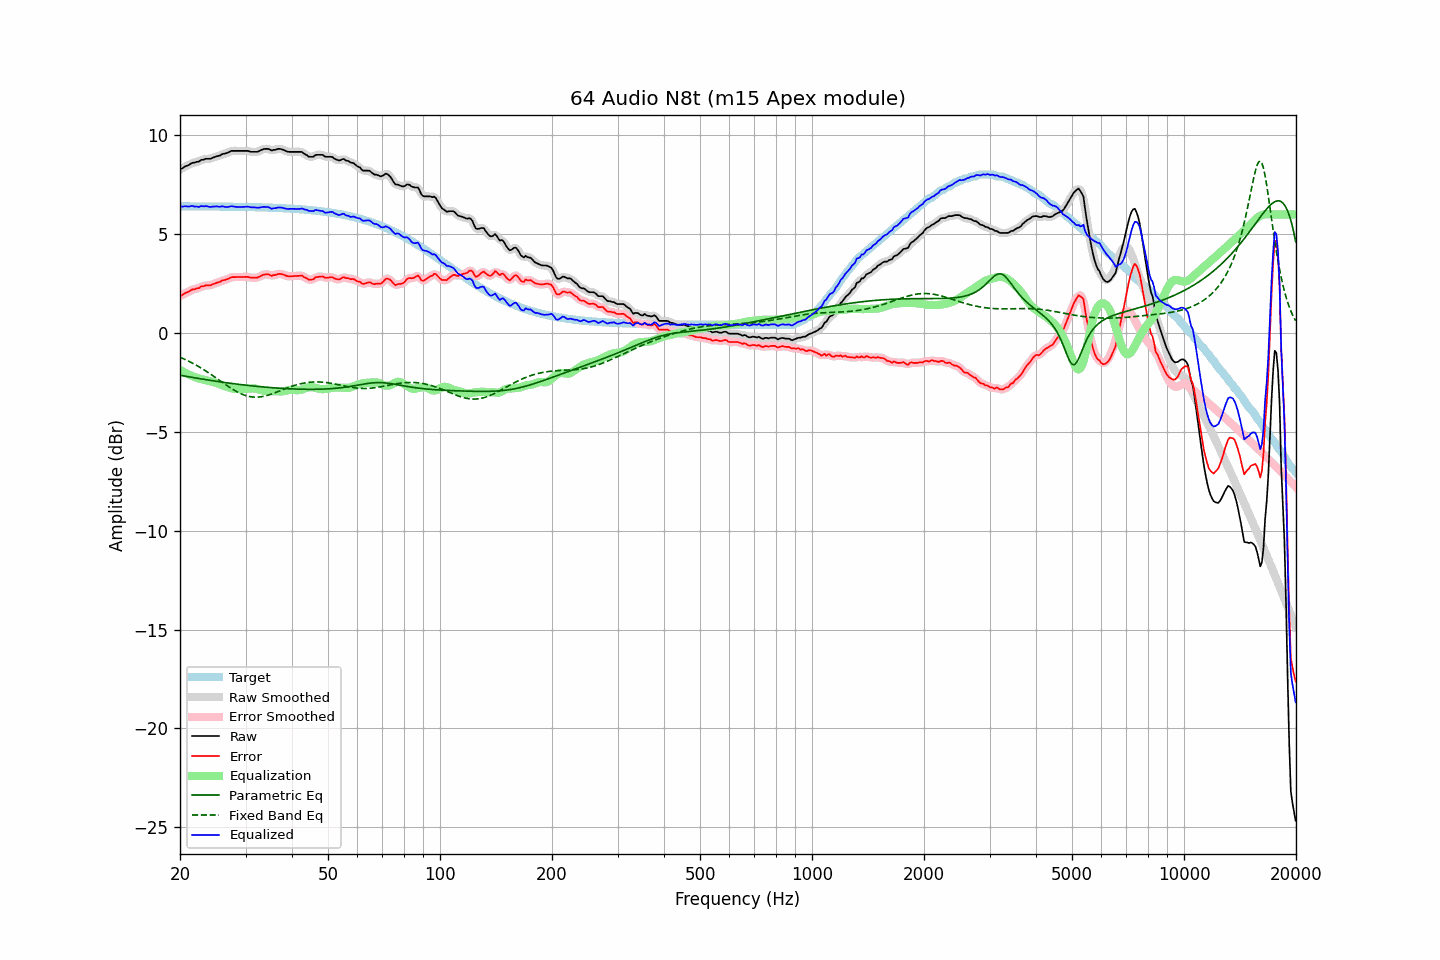 64 Audio N8t (m15 Apex module)
10
5
0
−5
−10
−15
−20
−25
Amplitude (dBr)
Target
Raw Smoothed
Error Smoothed
Raw
Error
Equalization
Parametric Eq
Fixed Band Eq
Equalized
20 50 100 200 500 1000 2000 5000 10000 20000
Frequency (Hz)